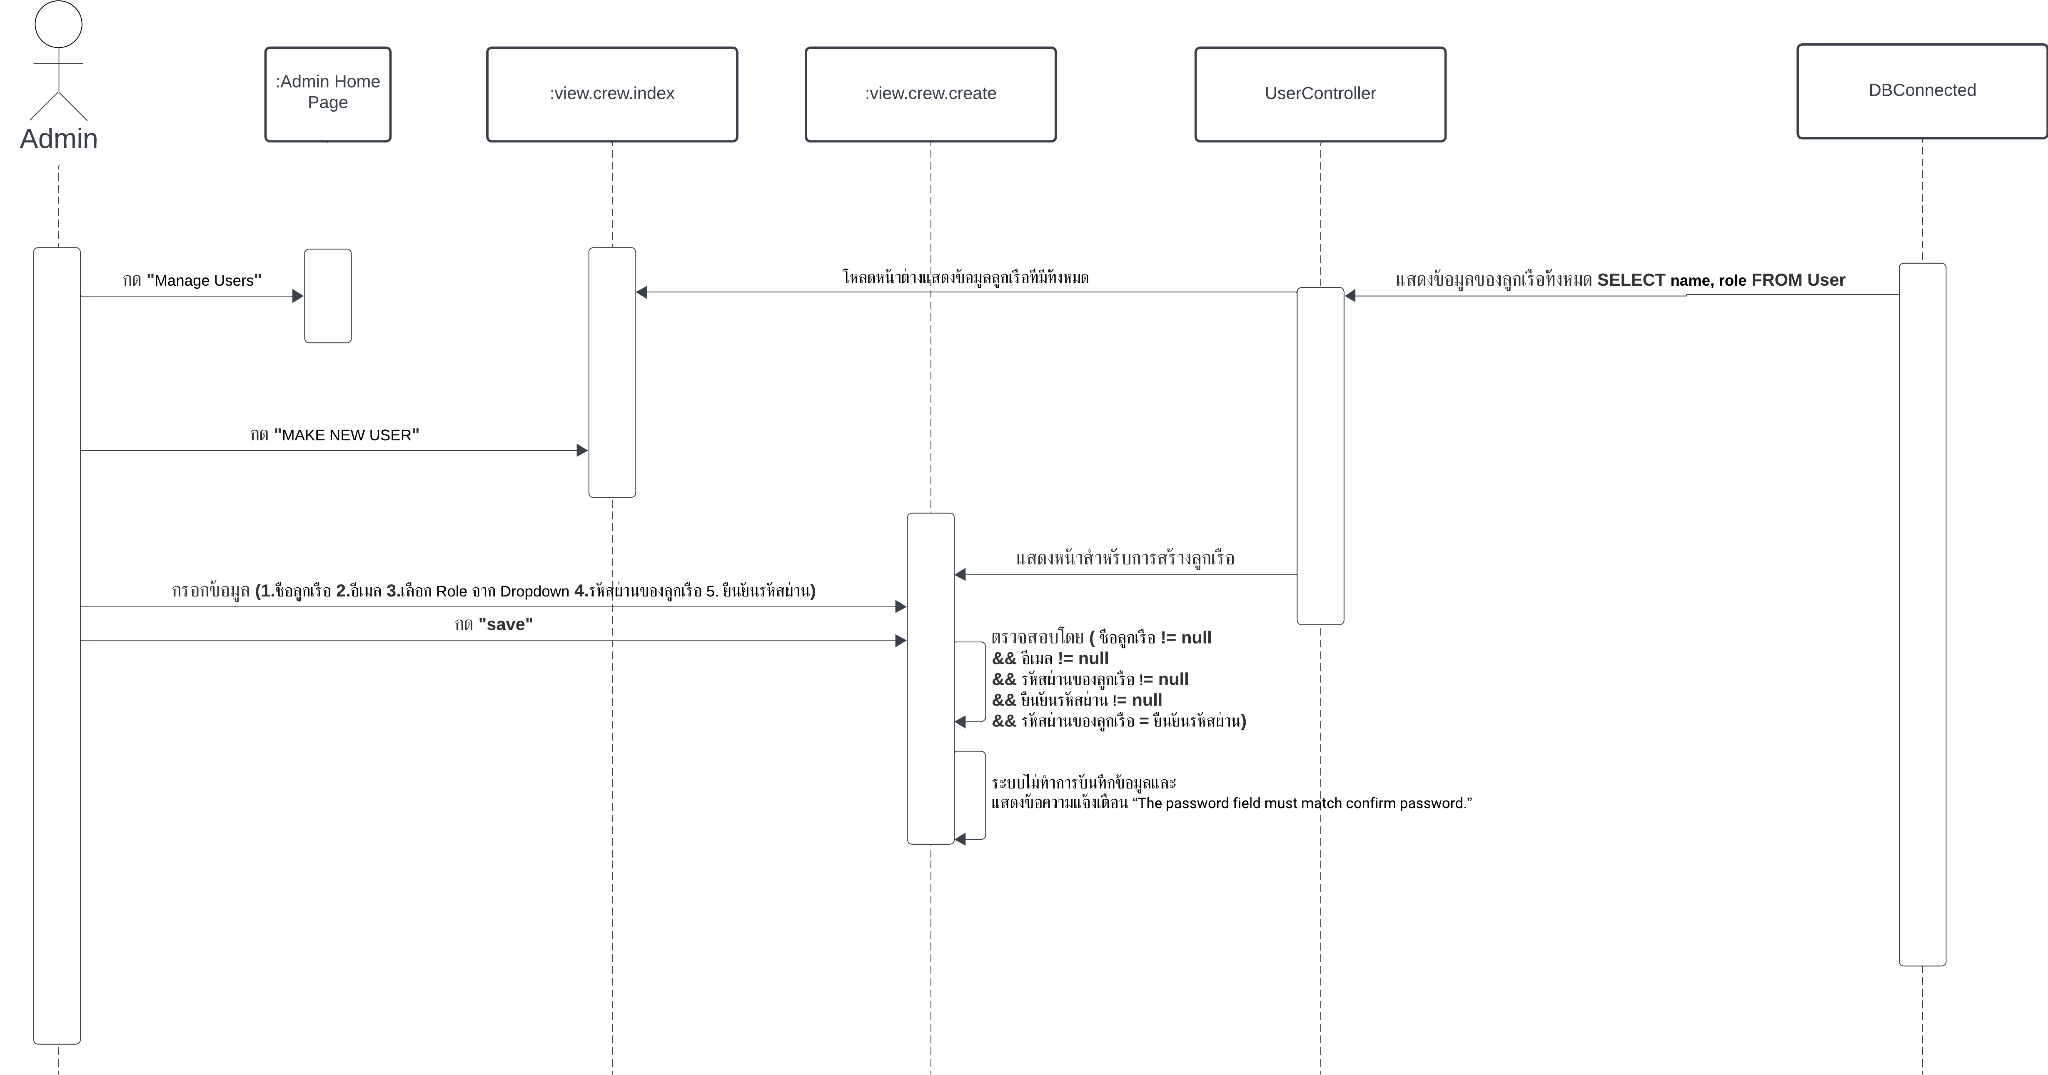 Admin
:Admin Home
Page
:view.crew.index
:view.crew.create
UserController
DBConnected
กด "Manage Users"
โหลดหน้าต่างแสดงข้อมูลลูกเรือที่มีทั้งหมด
แสดงข้อมูลของลูกเรือทั้งหมด SELECT name, role FROM User
กด "MAKE NEW USER"
แสดงหน้าสำหรับการสร้างลูกเรือ
กรอกข้อมูล (1.ชื่อลูกเรือ 2.อีเมล 3.เลือก Role จาก Dropdown 4.รหัสผ่านของลูกเรือ 5. ยืนยันรหัสผ่าน)
กด "save"
ตรวจสอบโดย ( ชื่อลูกเรือ != null
&& อีเมล != null
&& รหัสผ่านของลูกเรือ != null
&& ยืนยันรหัสผ่าน != null
&& รหัสผ่านของลูกเรือ = ยืนยันรหัสผ่าน)
ระบบไม่ทำการบันทึกข้อมูลและ
แสดงข้อความแจ้งเตือน “The password field must match confirm password.”